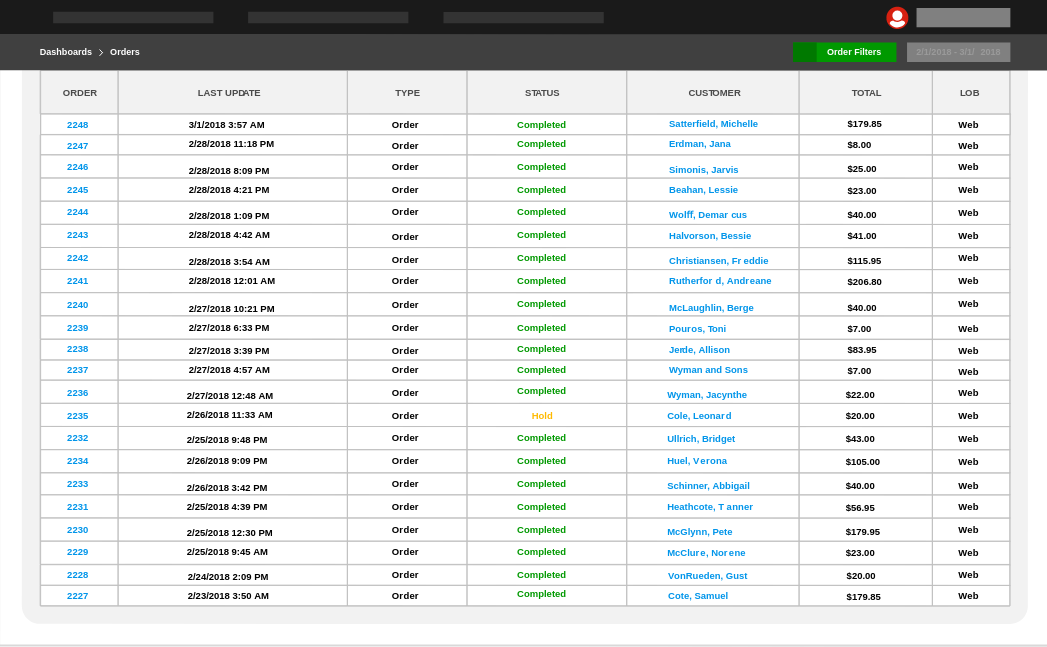 Dashboards > Orders Order Filters 2/1/2018 - 3/1/ 2018
ORDER LAST UPDATE TYPE STATUS CUSTOMER TOTAL LOB
2248 3/1/2018 3:57 AM Order Completed Satterfield, Michelle $179.85 Web
2247 2/28/2018 11:18 PM Order Completed Erdman, Jana $8.00 Web
2246 2/28/2018 8:09 PM Order Completed Simonis, Jarvis $25.00 Web
2245 2/28/2018 4:21 PM Order Completed Beahan, Lessie $23.00 Web
2244 2/28/2018 1:09 PM Order Completed Wolff, Demar cus $40.00 Web
2243 2/28/2018 4:42 AM Order Completed Halvorson, Bessie $41.00 Web
2242 2/28/2018 3:54 AM Order Completed Christiansen, Fr eddie $115.95 Web
2241 2/28/2018 12:01 AM Order Completed Rutherfor d, Andreane $206.80 Web
2240 2/27/2018 10:21 PM Order Completed McLaughlin, Berge $40.00 Web
2239 2/27/2018 6:33 PM Order Completed Pouros, Toni $7.00 Web
2238 2/27/2018 3:39 PM Order Completed Jerde, Allison $83.95 Web
2237 2/27/2018 4:57 AM Order Completed Wyman and Sons $7.00 Web
2236 2/27/2018 12:48 AM Order Completed Wyman, Jacynthe $22.00 Web
2235 2/26/2018 11:33 AM Order Hold Cole, Leonard $20.00 Web
2232 2/25/2018 9:48 PM Order Completed Ullrich, Bridget $43.00 Web
2234 2/26/2018 9:09 PM Order Completed Huel, Verona $105.00 Web
2233 2/26/2018 3:42 PM Order Completed Schinner, Abbigail $40.00 Web
2231 2/25/2018 4:39 PM Order Completed Heathcote, T anner $56.95 Web
2230 2/25/2018 12:30 PM Order Completed McGlynn, Pete $179.95 Web
2229 2/25/2018 9:45 AM Order Completed McClure, Norene $23.00 Web
2228 2/24/2018 2:09 PM Order Completed VonRueden, Gust $20.00 Web
2227 2/23/2018 3:50 AM Order Completed Cote, Samuel $179.85 Web